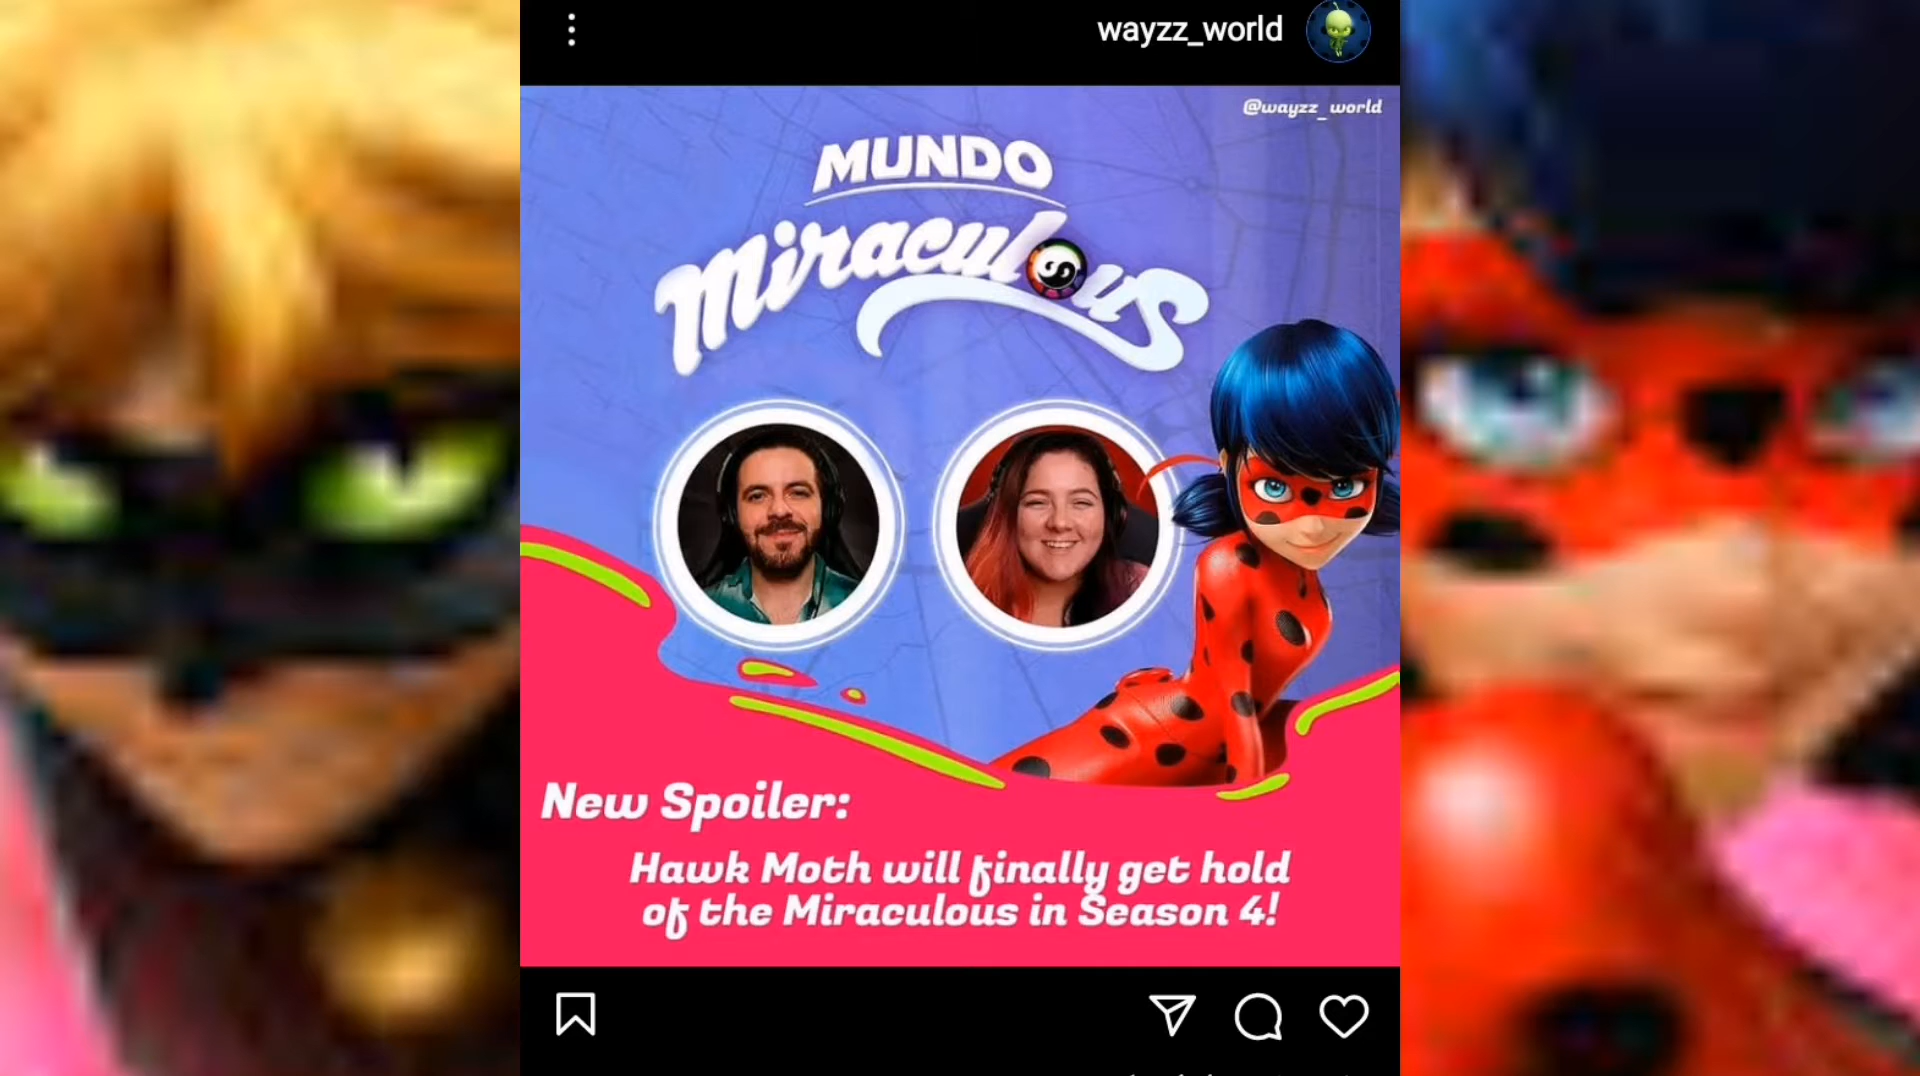 wayzz_world
@wayzz_world
MUNDO
Miraculous
New Spoiler:
Hawk Moth will finally get hold
of the Miraculous in Season 4!